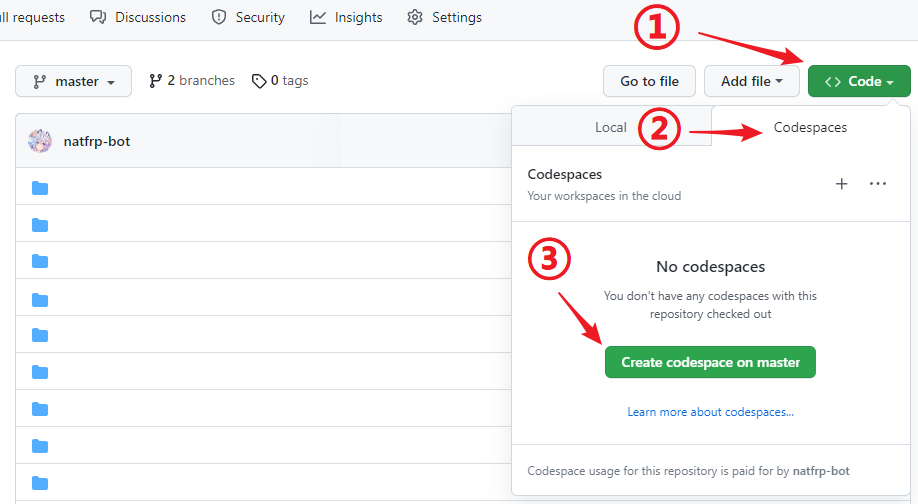 ll requests Discussions Security Insights Settings
①
master 2 branches 0 tags Go to file Add file <> Code
Local ② Codespaces
natfrp-bot
Codespaces
Your workspaces in the cloud
③
No codespaces
You don't have any codespaces with this
repository checked out
Create codespace on master
Learn more about codespaces...
Codespace usage for this repository is paid for by natfrp-bot